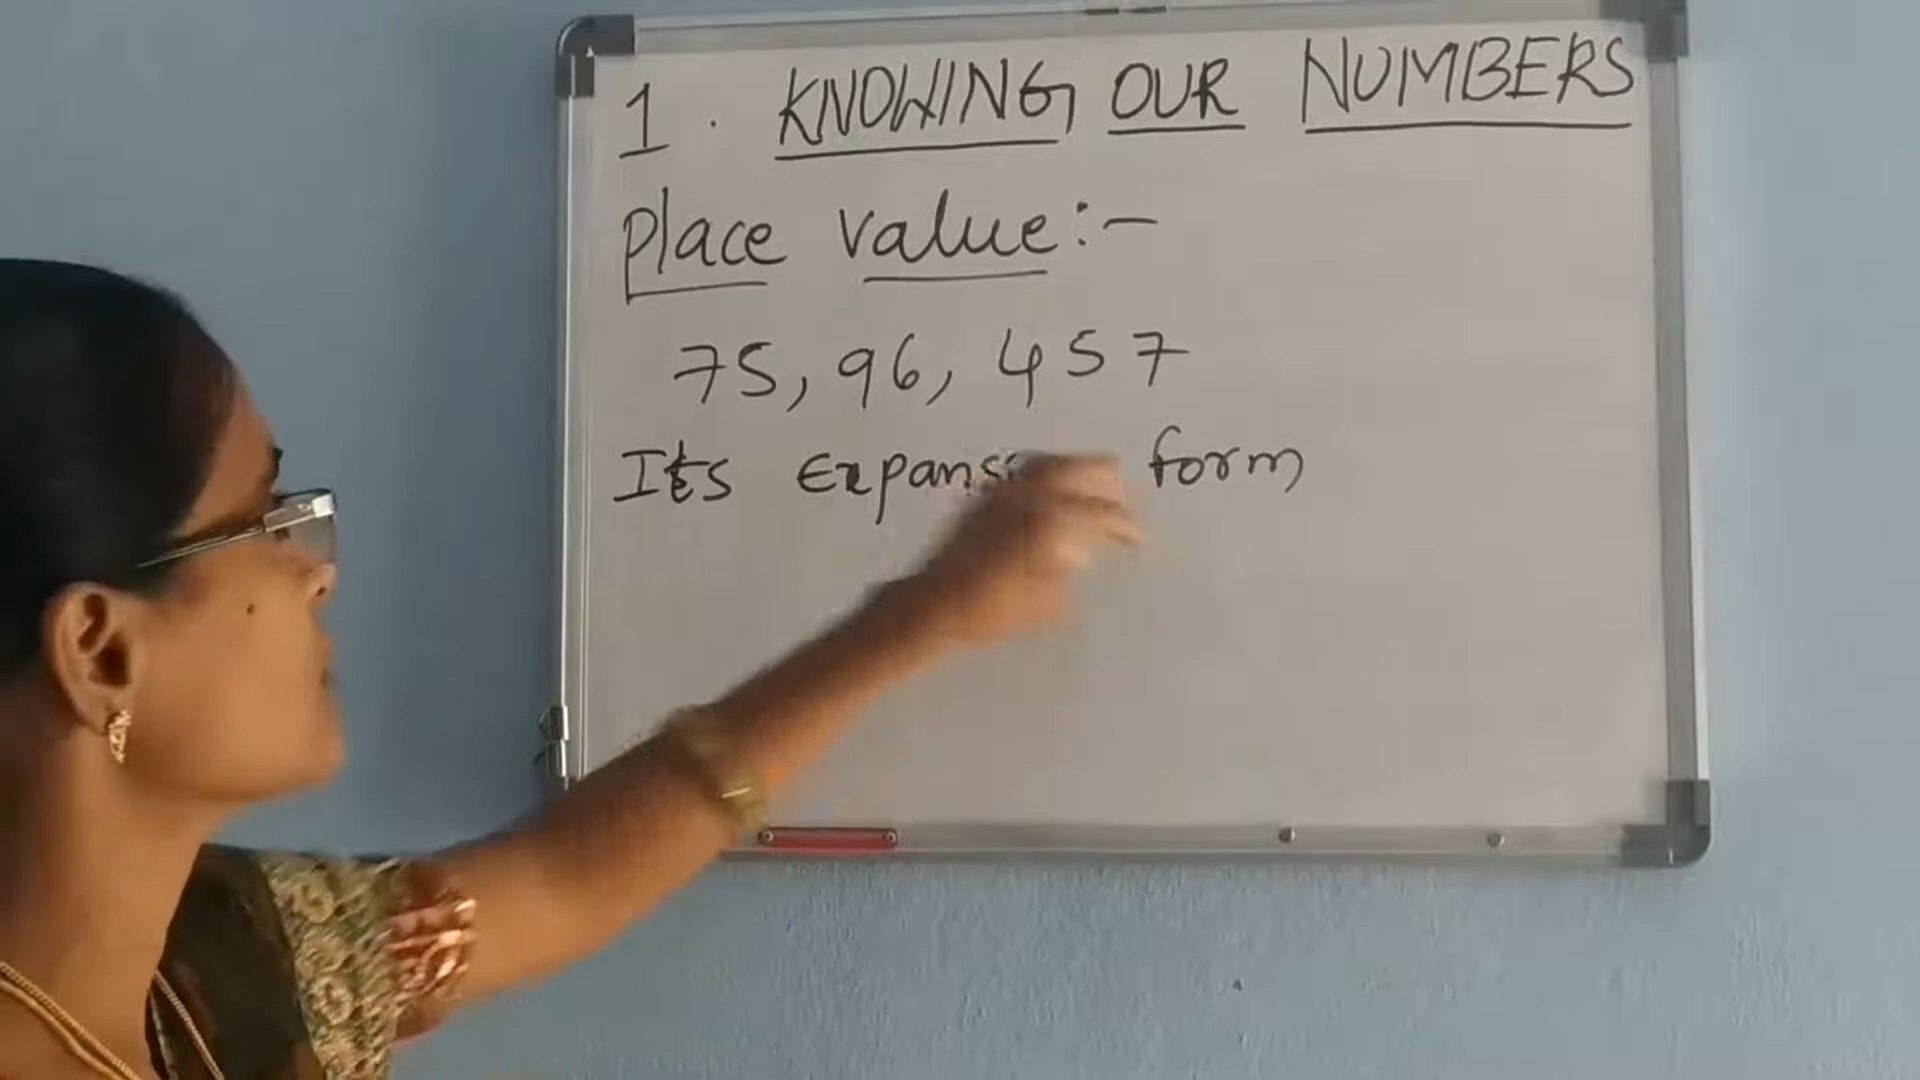 1. KNOWING OUR NUMBERS
Place value:-
75, 96, 457
Its form